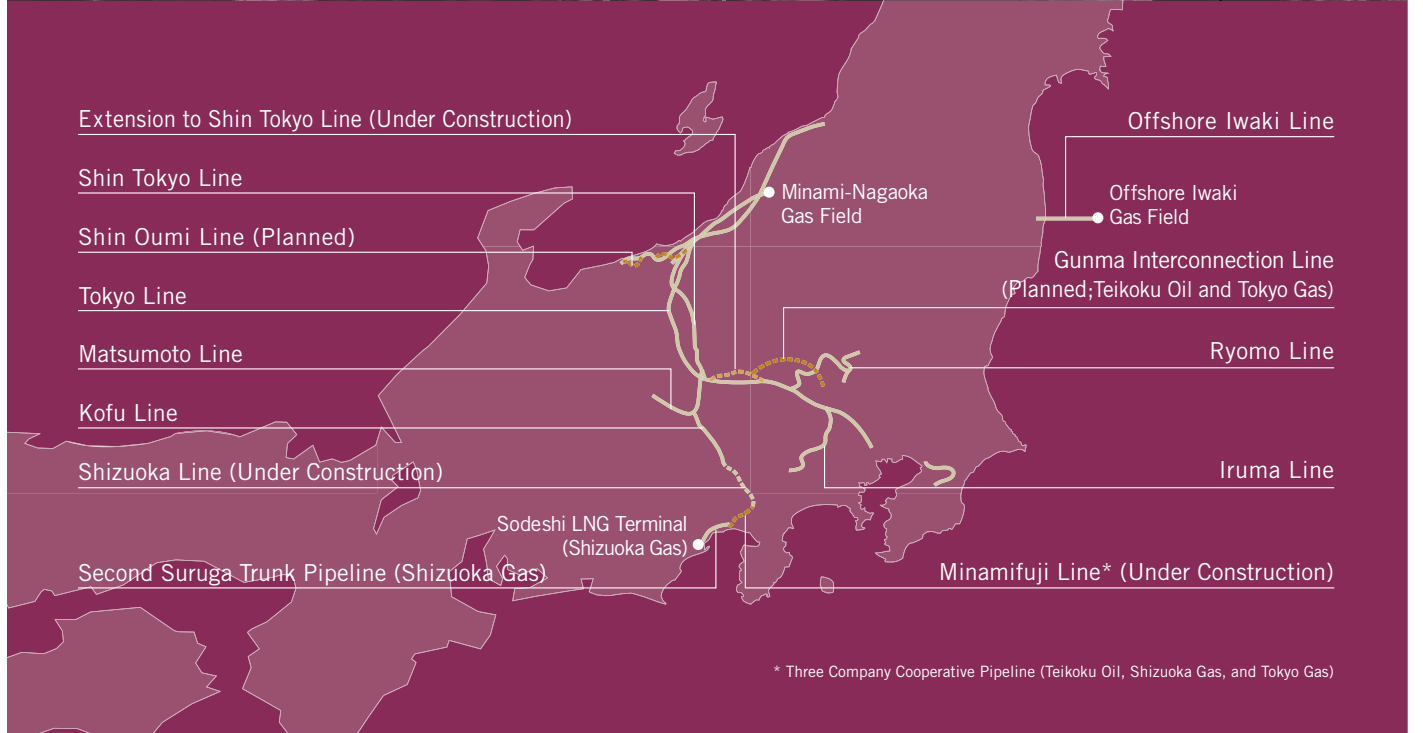 Extension to Shin Tokyo Line (Under Construction)
Shin Tokyo Line
Shin Oumi Line (Planned)
Tokyo Line
Matsumoto Line
Kofu Line
Shizuoka Line (Under Construction)
Sodeshi LNG Terminal
(Shizuoka Gas)
Second Suruga Trunk Pipeline (Shizuoka Gas)
Minami-Nagaoka
Gas Field
Offshore Iwaki Line
Offshore Iwaki
Gas Field
Gunma Interconnection Line
(Planned;Teikoku Oil and Tokyo Gas)
Ryomo Line
Iruma Line
Minamifuji Line* (Under Construction)
* Three Company Cooperative Pipeline (Teikoku Oil, Shizuoka Gas, and Tokyo Gas)